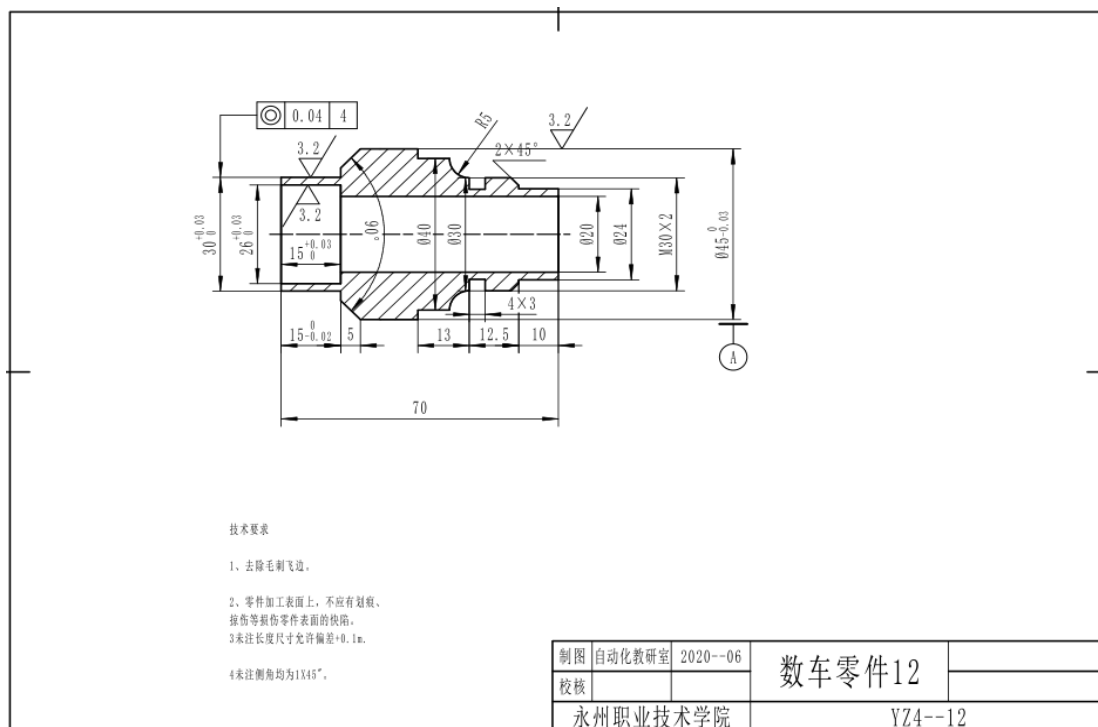 ◎ 0.04 4
3.2
3.2
3.2
R5
2×45°
30 +0.03 0
26 +0.03 0
15 +0.03 0
90°
Ø40
Ø30
Ø20
Ø24
M30×2
Ø45 0 -0.03
4×3
15 0 -0.02
5
13
12.5
10
A
70
技术要求
1、去除毛刺飞边。
2、零件加工表面上，不应有划痕、
掠伤等损伤零件表面的快陷。
3未注长度尺寸允许偏差+0.1m.
4未注侧角均为1X45″。
制图 自动化教研室 2020--06
数车零件12
校核
永州职业技术学院 YZ4--12